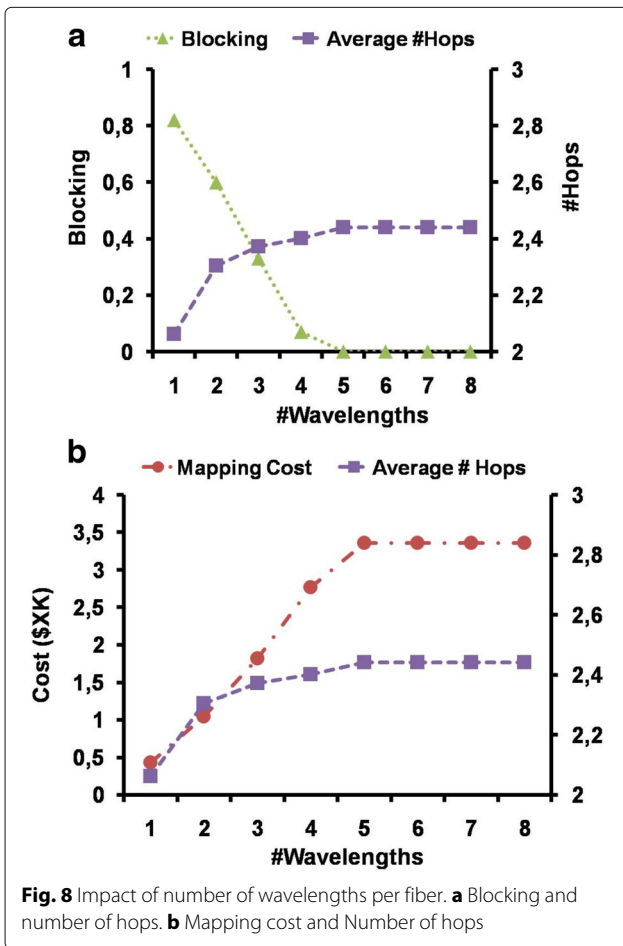 a
Blocking Average #Hops
1 3
0,8 2,8
0,6 2,6
0,4 2,4
0,2 2,2
0 2
Blocking
#Hops
1 2 3 4 5 6 7 8
#Wavelengths
b
Mapping Cost Average # Hops
4 3
3,5
2,8
3
2,5 2,6
2
1,5 2,4
1 2,2
0,5
0 2
Cost ($XK)
1 2 3 4 5 6 7 8
#Wavelengths
Fig. 8 Impact of number of wavelengths per fiber. a Blocking and
number of hops. b Mapping cost and Number of hops